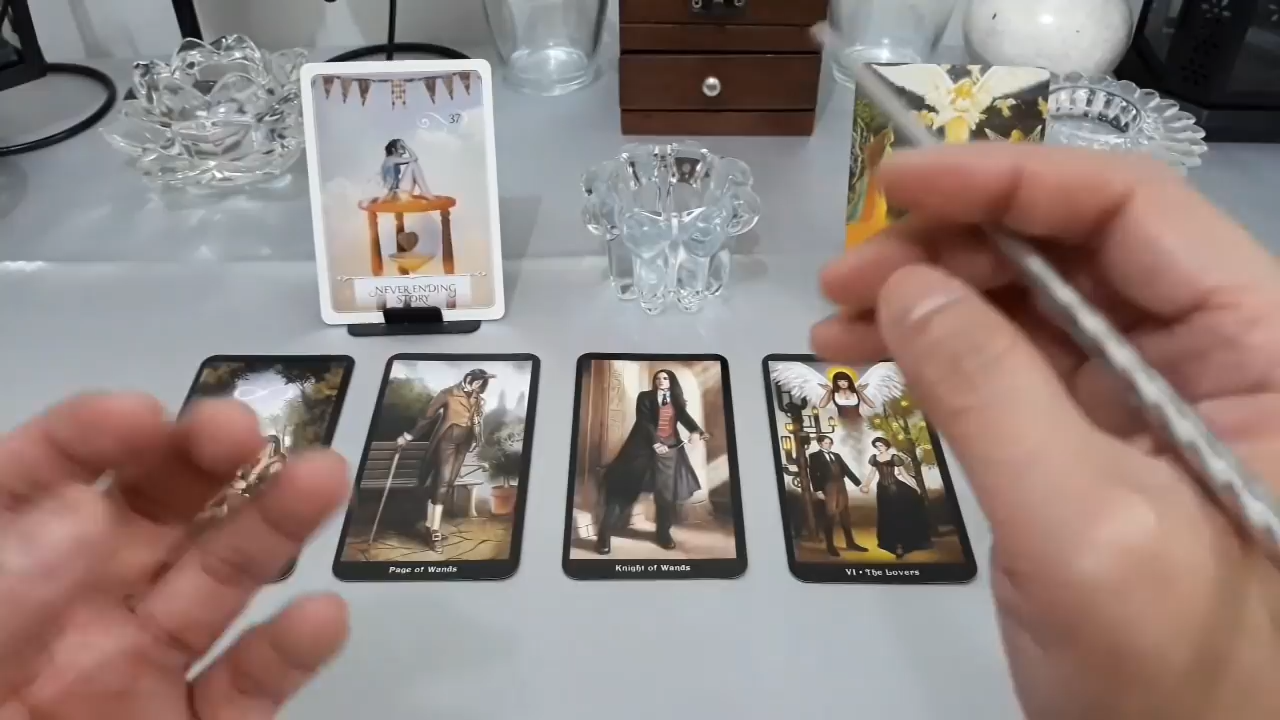 37
NEVER ENDING
STORY
Page of Wands
Knight of Wands
VI • The Lovers